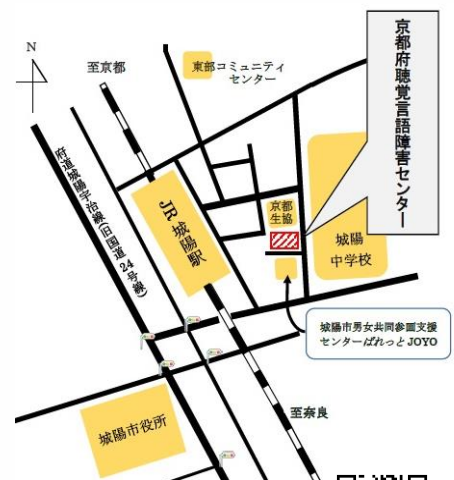 N
至京都
東部コミュニティ
センター
京都府聴覚言語障害センター
府道城陽宇治線(旧国道24号線)
JR城陽駅
京都
生協
城陽
中学校
城陽市男女共同参画支援
センターぱれっとJOYO
至奈良
城陽市役所